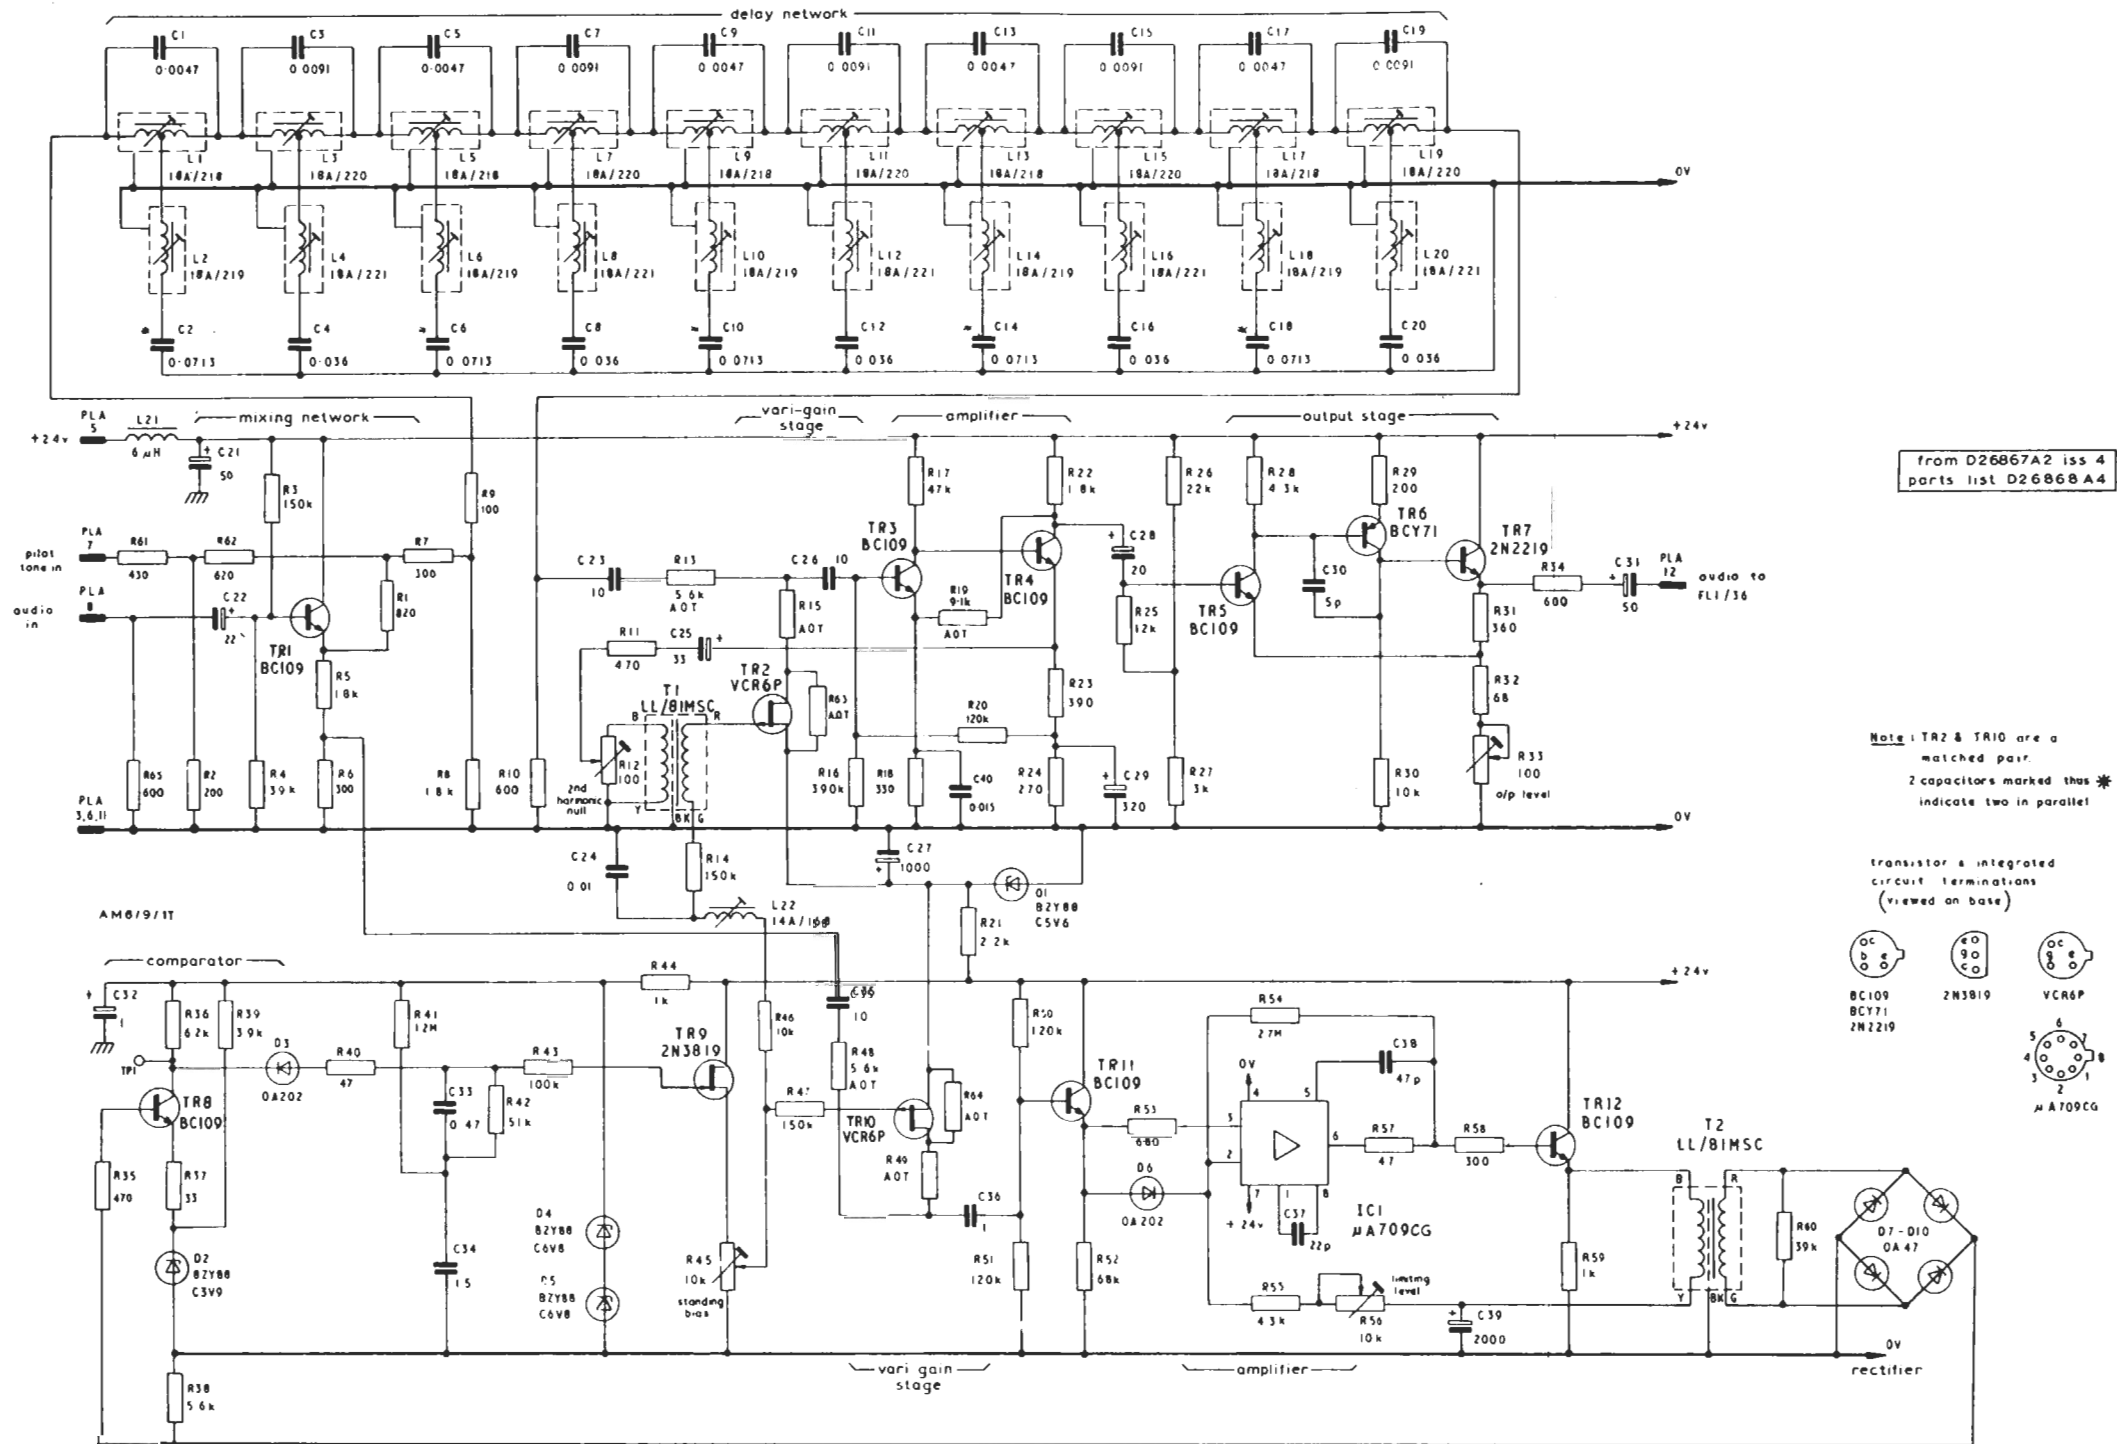 delay network
C1 C3 C5 C7 C9 C11 C13 C15 C17 C19
0·0047 0·0091 0·0047 0·0091 0·0047 0·0091 0·0047 0·0091 0·0047 0·0091
L1 L3 L5 L7 L9 L11 L13 L15 L17 L19
18A/218 18A/220 18A/218 18A/220 18A/218 18A/220 18A/218 18A/220 18A/218 18A/220
0V
L2 L4 L6 L8 L10 L12 L14 L16 L18 L20
18A/219 18A/221 18A/219 18A/221 18A/219 18A/221 18A/219 18A/221 18A/219 18A/221
* C2 C4 * C6 C8 * C10 C12 * C14 C16 * C18 C20
0·0713 0·036 0·0713 0·036 0·0713 0·036 0·0713 0·036 0·0713 0·036
mixing network
vari-gain
stage
amplifier
output stage
PLA
5
+24v
L21
6μH
+ C21
50
R3
150k
R9
100
R17
47k
R22
1·8k
R26
22k
R28
4·3k
R29
200
+24v
from D26867A2 iss 4
parts list D26868A4
PLA
7
pilot
tone in
R61
430
R62
620
R7
300
PLA
8
audio
in
C22
+
22
R1
820
TR1
BC109
R5
1·8k
C23
10
R13
5·6k
AOT
C26 10
R15
AOT
TR3
BC109
TR4
BC109
R19
9·1k
AOT
+ C28
20
R25
12k
TR5
BC109
C30
5p
TR6
BCY71
TR7
2N2219
R34
600
+ C31
50
PLA
12
audio to
FL1/36
R31
360
R32
68
R33
100
o/p level
R11
470
C25 +
33
T1
LL/81MSC
B R
Y BK G
R12
100
2nd
harmonic
null
TR2
VCR6P
R63
AOT
R23
390
R20
120k
R65
600
R2
200
R4
39k
R6
300
R8
1·8k
R10
600
R16
390k
R18
330
C40
0·015
R24
270
+ C29
320
R27
3k
R30
10k
PLA
3,6,11
0V
Note: TR2 & TR10 are a
matched pair.
2 capacitors marked thus *
indicate two in parallel
C24
0·01
R14
150k
C27
1000
+
D1
BZY88
C5V6
L22
R21
2·2k
AM6/9/1T
transistor & integrated
circuit terminations
(viewed on base)
c
b e
BC109
BCY71
2N2219
e
g
c
2N3819
c
g e
VCR6P
6
5 7
4 8
3 1
2
μA709CG
comparator
+ C32
1
R36
6·2k
R39
3·9k
TP1
D3
OA202
R40
47
R41
12M
R43
100k
R44
1k
TR9
2N3819
R46
10k
10
R48
5·6k
AOT
R50
120k
+24v
TR8
BC109
C33
0·47
R42
51k
R47
150k
TR10
VCR6P
R64
AOT
R49
AOT
TR11
BC109
R53
680
R54
2·7M
0V
4 5
3
2
6
7 1 8
+24v
C38
47p
R57
47
R58
300
TR12
BC109
T2
LL/81MSC
B R
Y BK G
R35
470
R37
33
D2
BZY88
C3V9
C34
1·5
D4
BZY88
C6V8
D5
BZY88
C6V8
R45
10k
standing
bias
C36
1
R51
120k
R52
68k
D6
OA202
C37
22p
IC1
μA709CG
R55
4·3k
R56
10k
limiting
level
+ C39
2000
R59
1k
R60
39k
D7-D10
OA47
0V
rectifier
vari gain
stage
amplifier
R38
5·6k